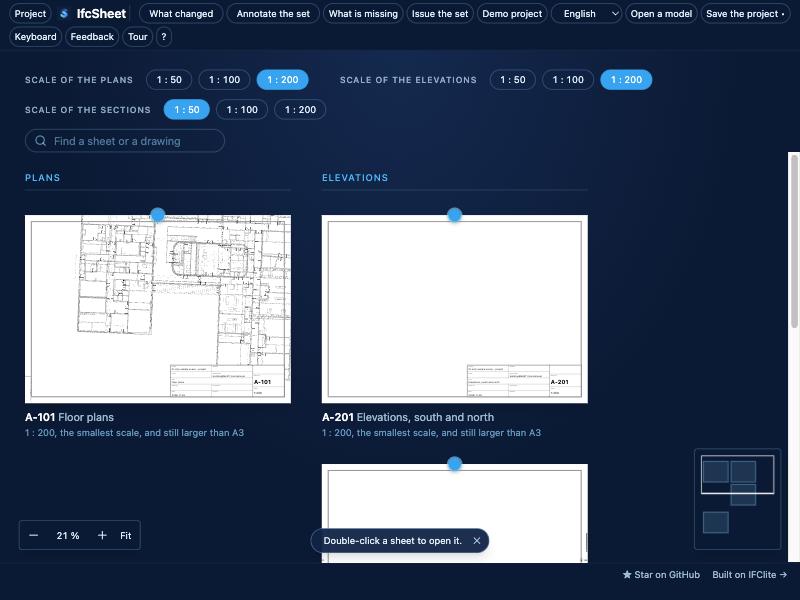 Project
IfcSheet
What changed
Annotate the set
What is missing
Issue the set
Demo project
English
Open a model
Save the project
Keyboard
Feedback
Tour
?
SCALE OF THE PLANS
1 : 50
1 : 100
1 : 200
SCALE OF THE ELEVATIONS
1 : 50
1 : 100
1 : 200
SCALE OF THE SECTIONS
1 : 50
1 : 100
1 : 200
Find a sheet or a drawing
PLANS
ELEVATIONS
A-101
A-201
A-101 Floor plans
1 : 200, the smallest scale, and still larger than A3
A-201 Elevations, south and north
1 : 200, the smallest scale, and still larger than A3
− 21 % + Fit
Double-click a sheet to open it. ×
★ Star on GitHub
Built on IFClite →